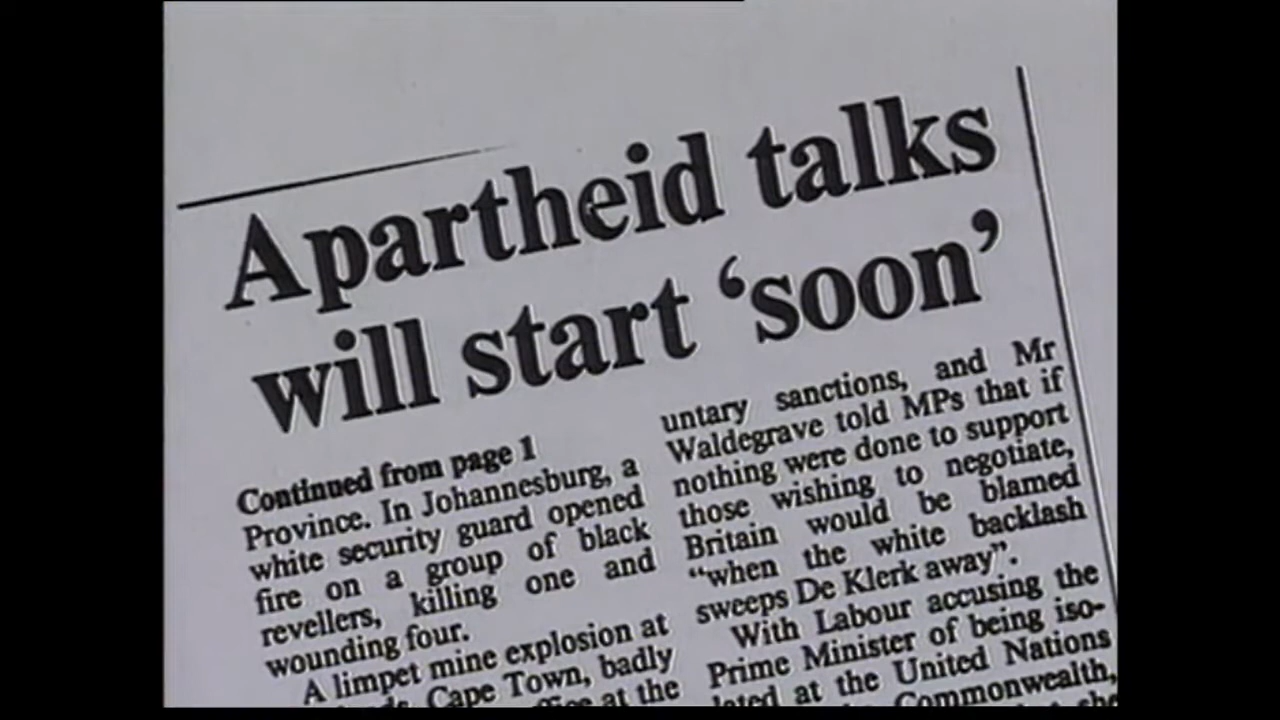 Apartheid talks
will start ‘soon’
Continued from page 1
Province. In Johannesburg, a
white security guard opened
fire on a group of black
revellers, killing one and
wounding four.
A limpet mine explosion at
Cape Town, badly
at the
untary sanctions, and Mr
Waldegrave told MPs that if
nothing were done to support
those wishing to negotiate,
Britain would be blamed
“when the white backlash
sweeps De Klerk away”.
With Labour accusing the
Prime Minister of being iso-
lated at the United Nations
Commonwealth,